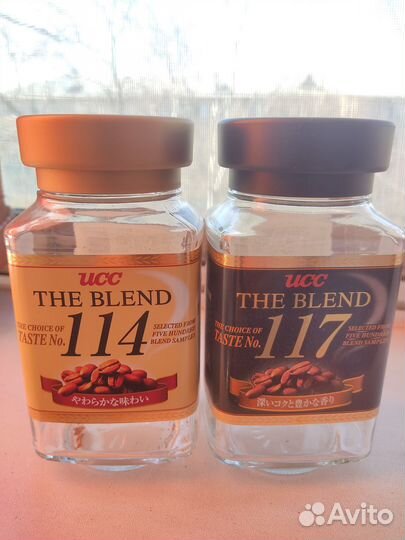 UCC
THE BLEND
THE CHOICE OF
TASTE No.
114
SELECTED FROM
FIVE HUNDRED
BLEND SAMPLES
やわらかな味わい
UCC
THE BLEND
THE CHOICE OF
TASTE No.
117
SELECTED FROM
FIVE HUNDRED
BLEND SAMPLES
深いコクと豊かな香り
Avito